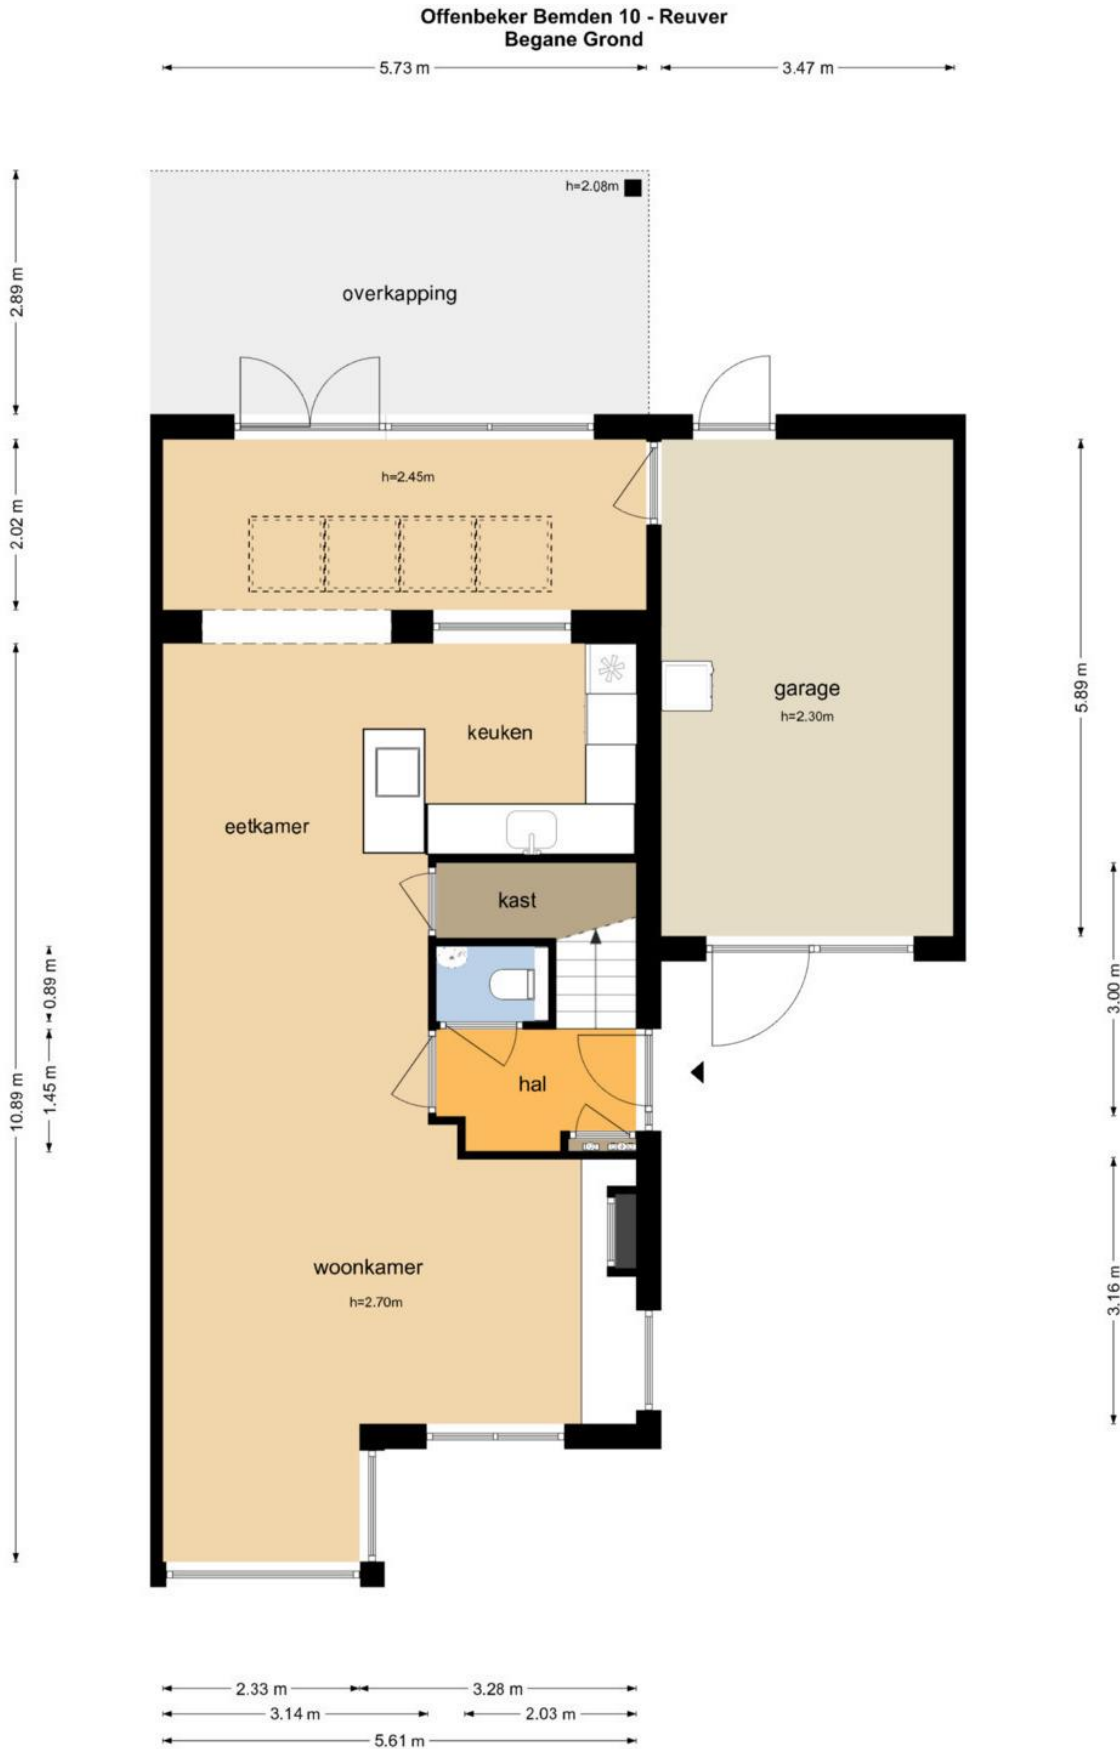 Offenbeker Bemden 10 - Reuver
Begane Grond
5.73 m
3.47 m
h=2.08m
2.89 m
overkapping
h=2.45m
2.02 m
garage
h=2.30m
5.89 m
keuken
eetkamer
kast
0.89 m
3.00 m
hal
1.45 m
10.89 m
woonkamer
h=2.70m
3.16 m
2.33 m
3.28 m
3.14 m
2.03 m
5.61 m